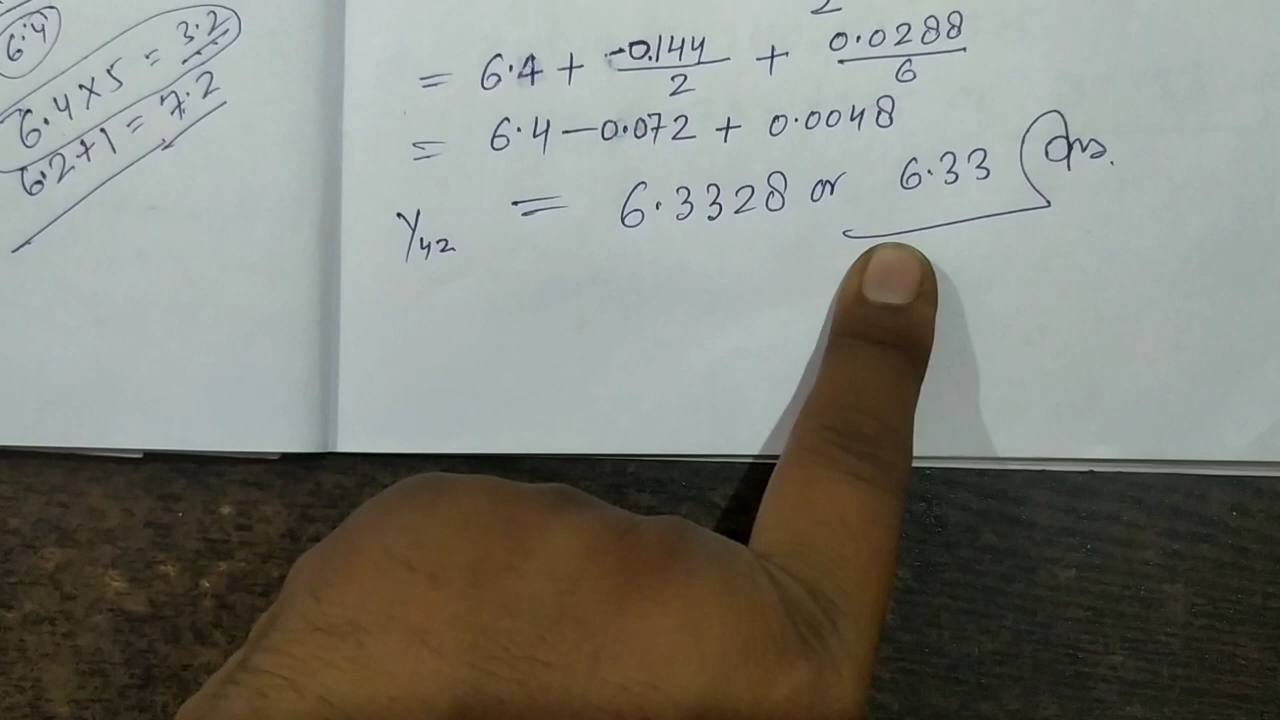 6.4
6.4 × 5 = 3.2
6.2 + 1 = 7.2
2
= 6.4 + -0.144/2 + 0.0288/6
= 6.4 - 0.072 + 0.0048
Y42 = 6.3328 or 6.33 Ans.